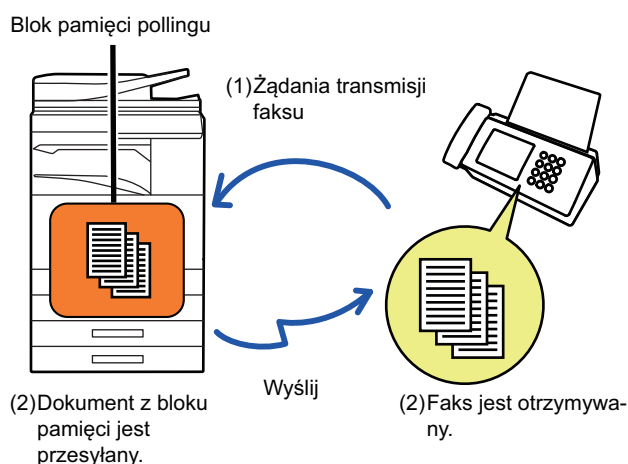 Blok pamięci pollingu
(1)Żądania transmisji
faksu
Wyślij
(2)Dokument z bloku
pamięci jest
przesyłany.
(2)Faks jest otrzymywa-
ny.